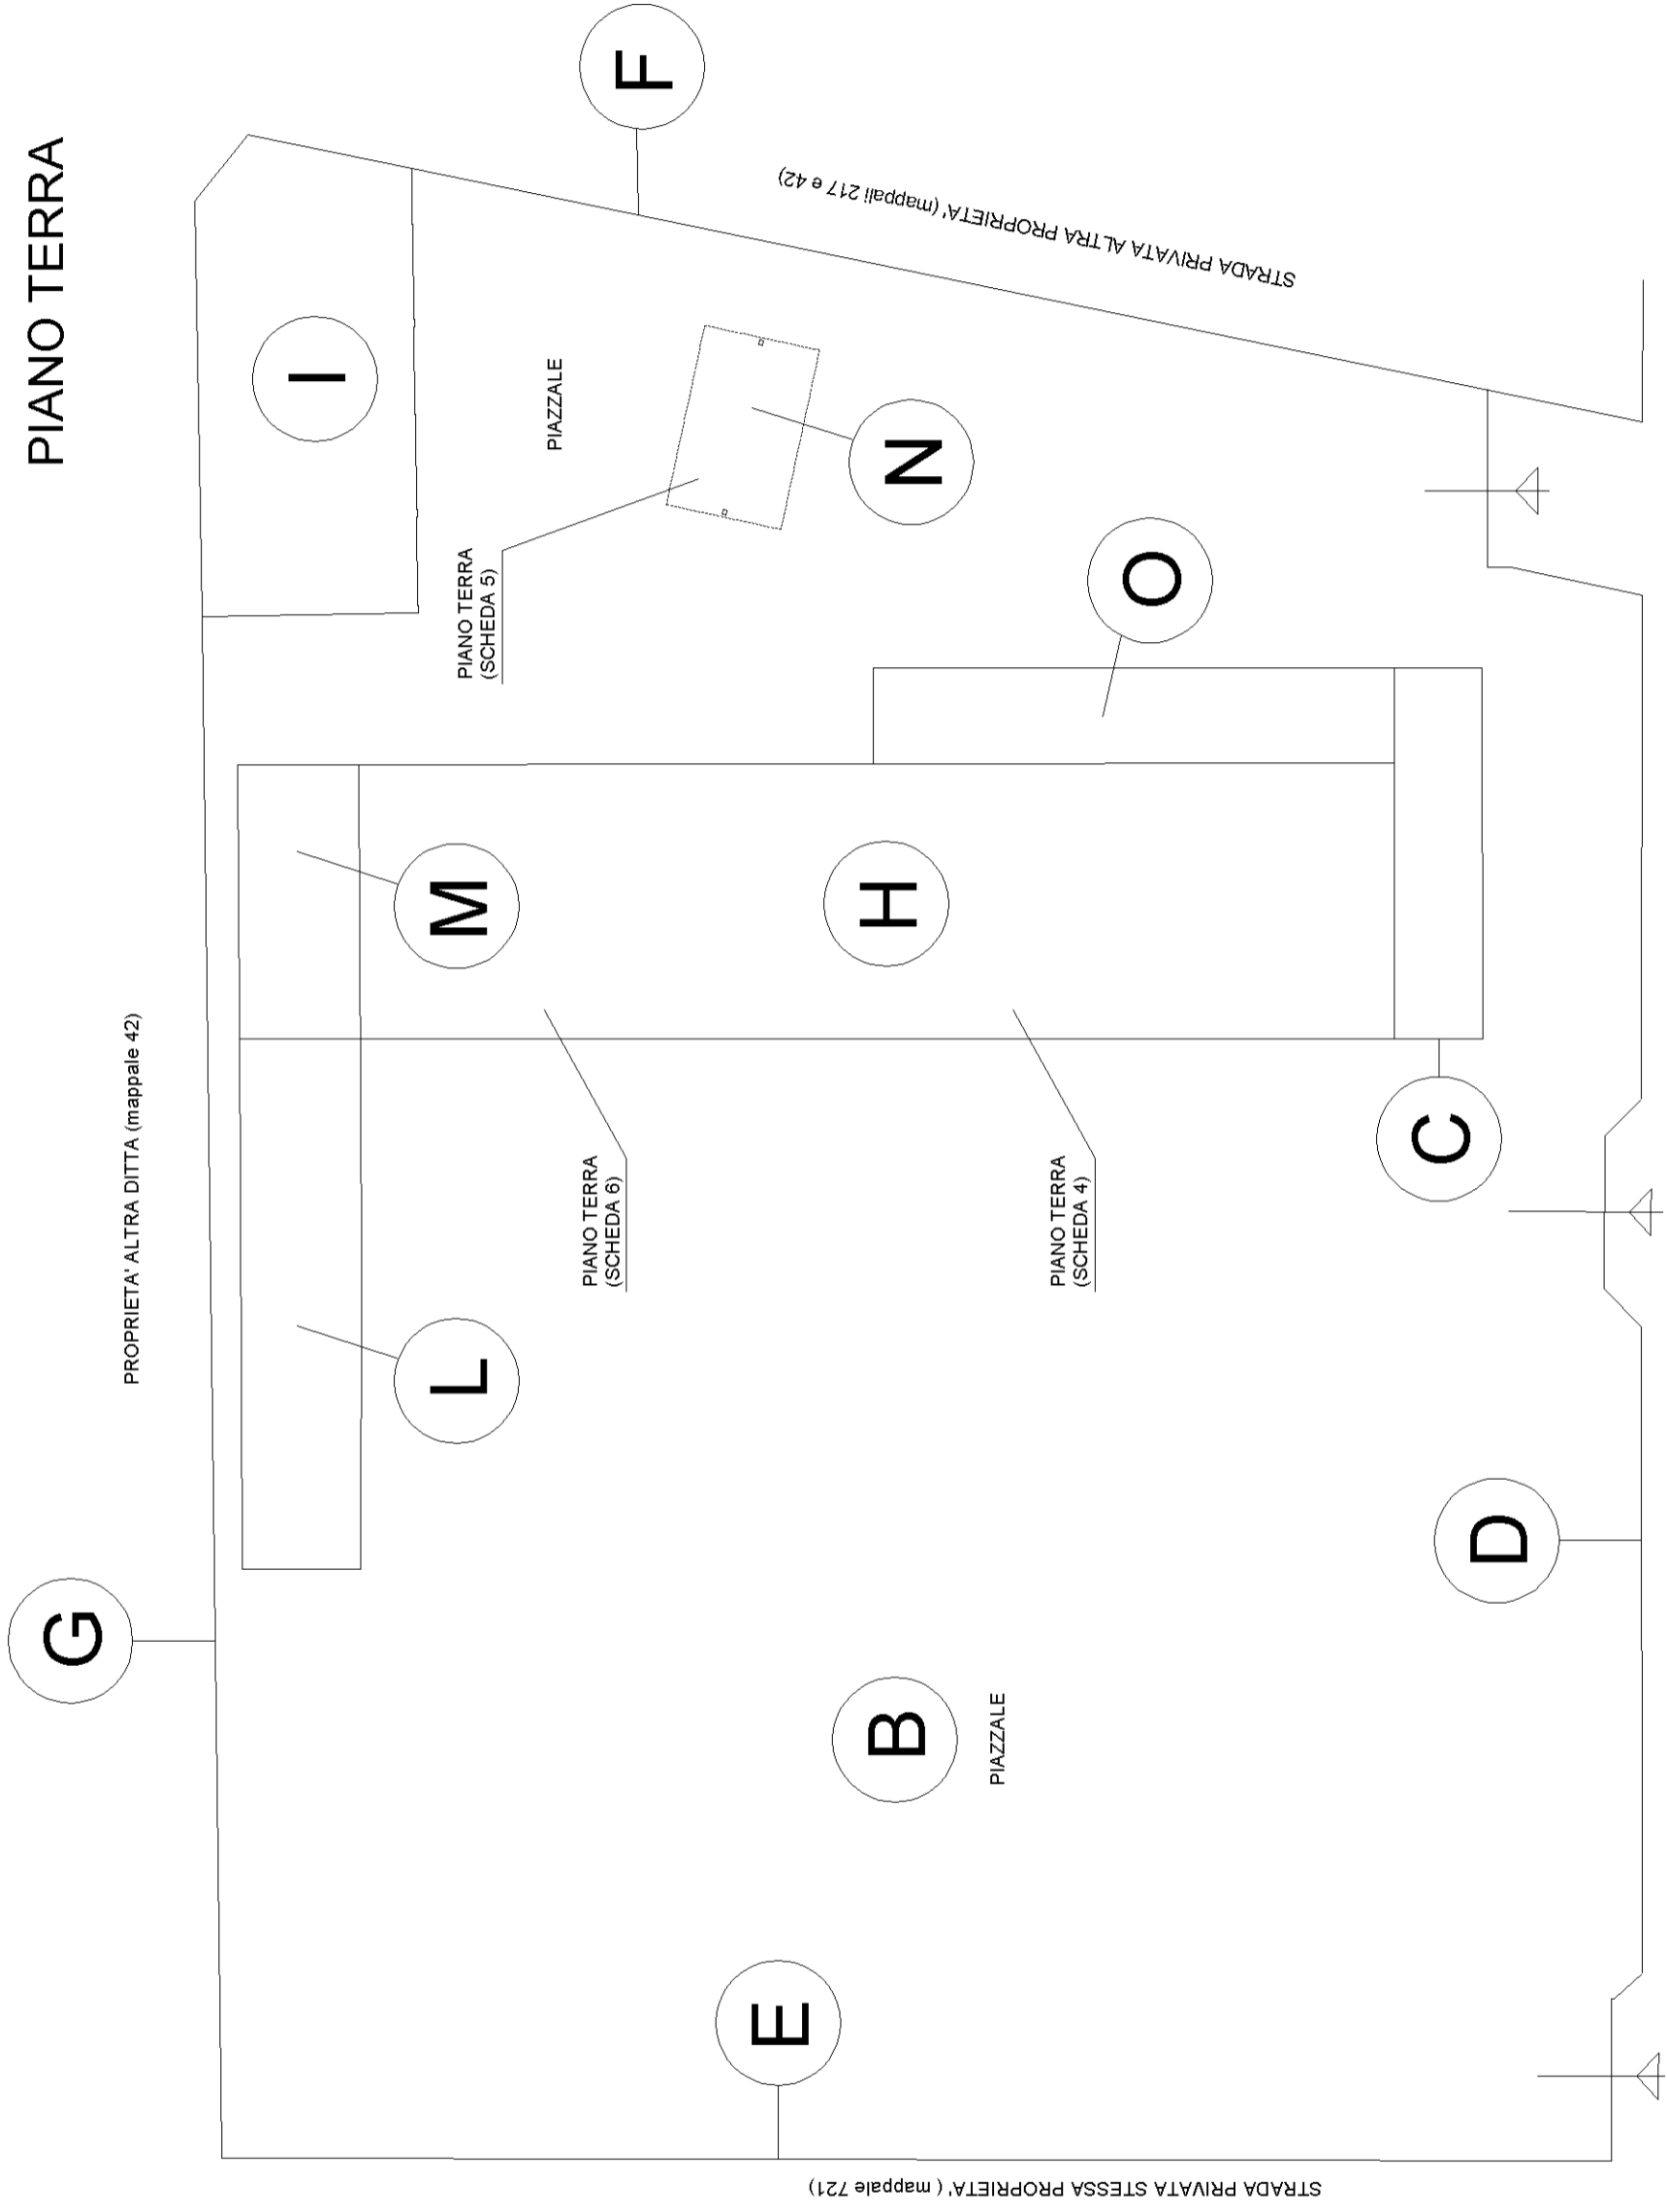 PIANO TERRA
G
PROPRIETA' ALTRA DITTA (mappale 42)
I
L
M
PIANO TERRA
(SCHEDA 5)
PIAZZALE
PIANO TERRA
(SCHEDA 6)
F
E
STRADA PRIVATA STESSA PROPRIETA' ( mappale 721)
B
PIAZZALE
H
N
STRADA PRIVATA ALTRA PROPRIETA' (mappali 217 e 42)
PIANO TERRA
(SCHEDA 4)
O
C
D